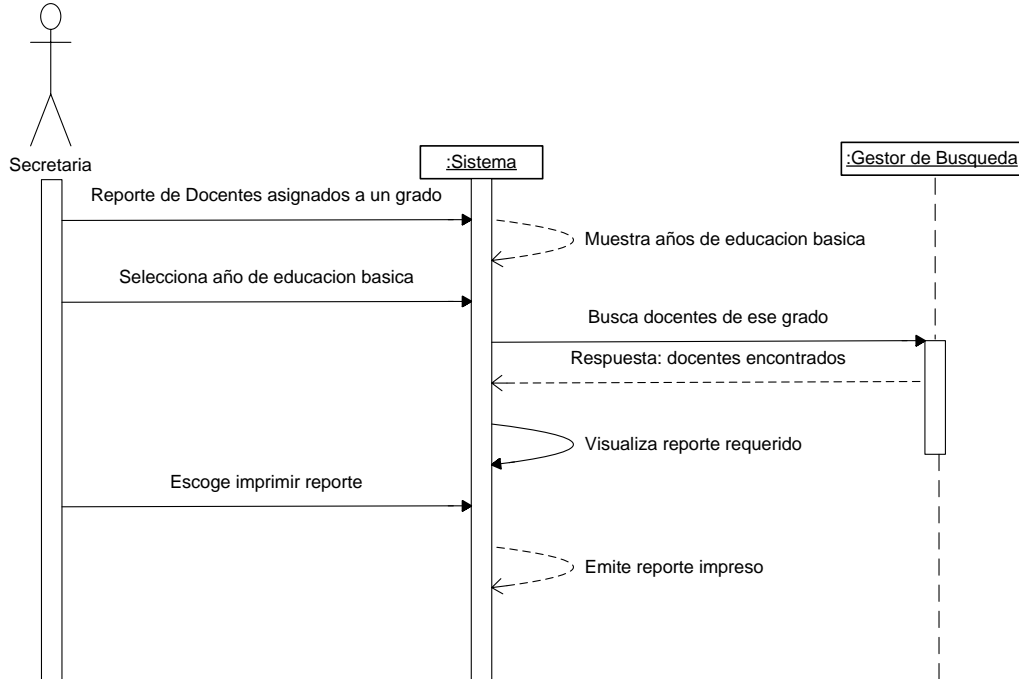 Secretaria
:Sistema
:Gestor de Busqueda
Reporte de Docentes asignados a un grado
Muestra años de educacion basica
Selecciona año de educacion basica
Busca docentes de ese grado
Respuesta: docentes encontrados
Visualiza reporte requerido
Escoge imprimir reporte
Emite reporte impreso